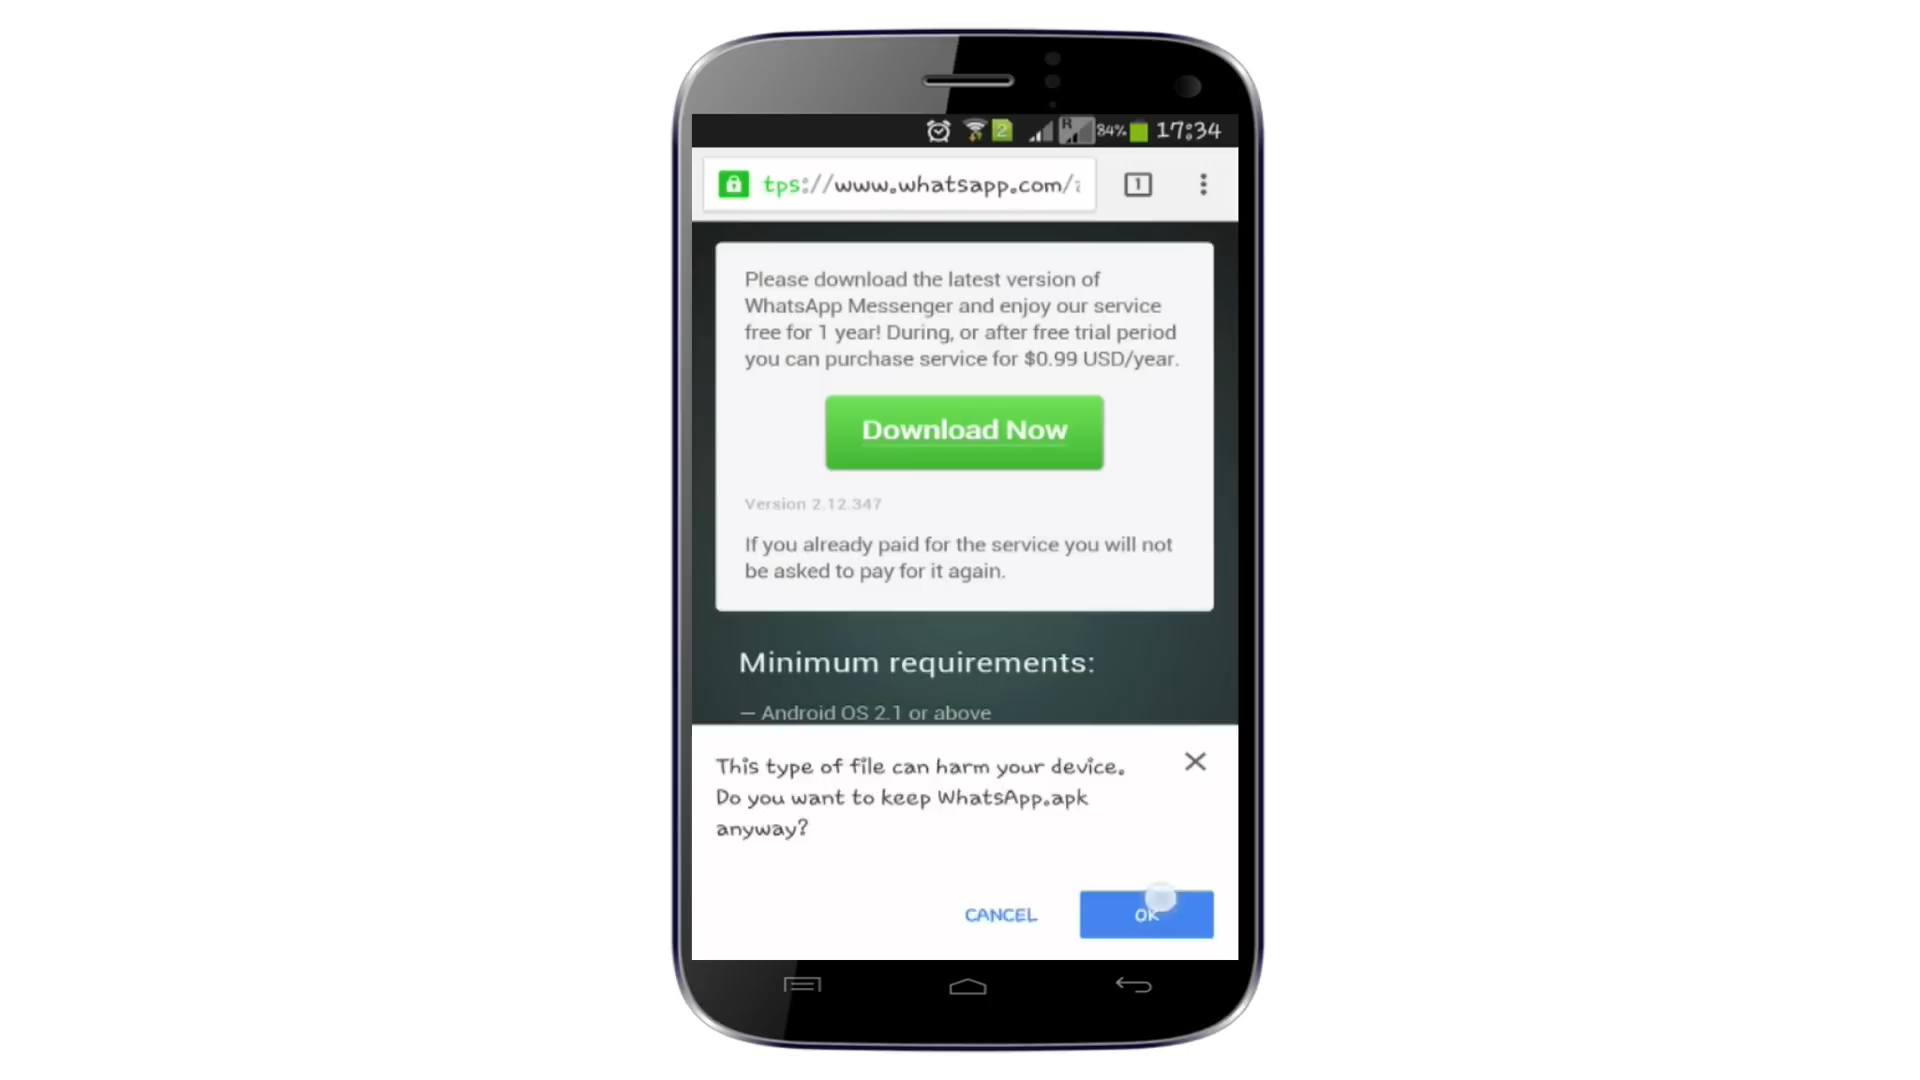 2 R 84% 17:34
tps://www.whatsapp.com/ 1
Please download the latest version of
WhatsApp Messenger and enjoy our service
free for 1 year! During, or after free trial period
you can purchase service for $0.99 USD/year.
Download Now
Version 2.12.347
If you already paid for the service you will not
be asked to pay for it again.
Minimum requirements:
— Android OS 2.1 or above
This type of file can harm your device.
Do you want to keep WhatsApp.apk
anyway?
CANCEL OK